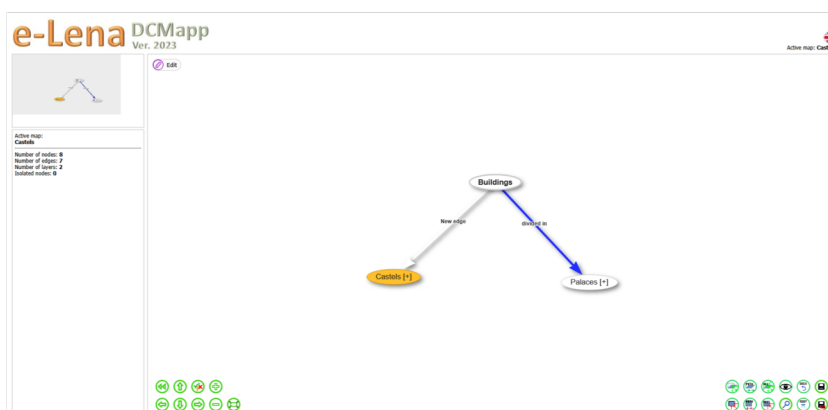 e-Lena DCMapp
Ver. 2023
Active map:
Edit
Active map:
Castels
Number of nodes: 8
Number of edges: 7
Number of layers: 2
Isolated nodes: 0
Buildings
New edge
divided in
Castels [+]
Palaces [+]